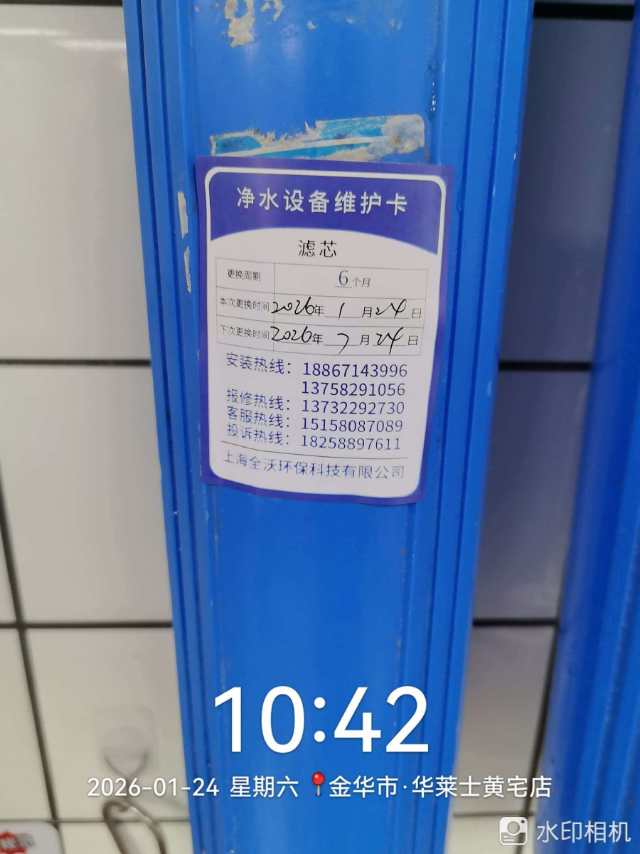 净水设备维护卡
滤芯
更换周期 6个月
本次更换时间 2026年 1 月 24 日
下次更换时间 2026年 7 月 24 日
安装热线：18867143996
13758291056
报修热线：13732292730
客服热线：15158087089
投诉热线：18258897611
上海全沃环保科技有限公司
10:42
2026-01-24 星期六 📍金华市·华莱士黄宅店
水印相机